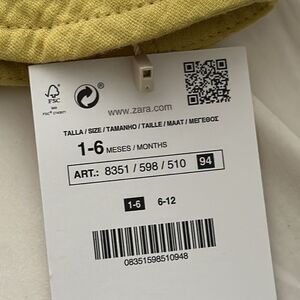 FSC
www.zara.com
TALLA / SIZE / TAMANHO / TAILLE / MAAT / ΜΕΓΕΘΟΣ
1-6 MESES / MONTHS
ART.: 8351 / 598 / 510 94
1-6 6-12
08351598510948